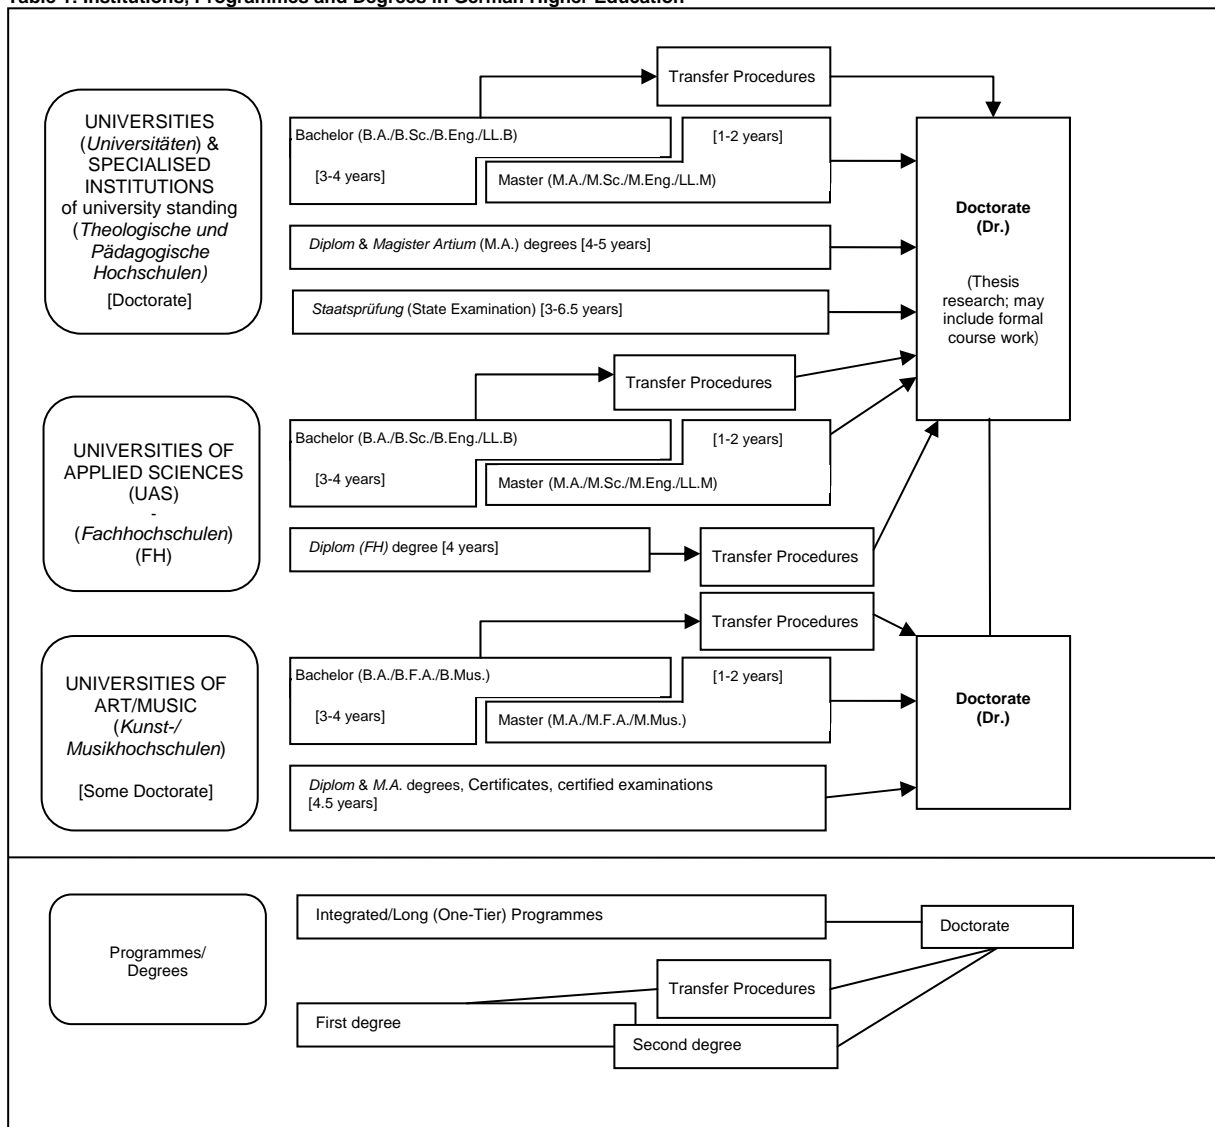 Table 1: Institutions, Programmes and Degrees in German Higher Education
Transfer Procedures
UNIVERSITIES
(Universitäten) &
SPECIALISED
INSTITUTIONS
of university standing
(Theologische und
Pädagogische
Hochschulen)
[Doctorate]
Bachelor (B.A./B.Sc./B.Eng./LL.B)
[3-4 years]
[1-2 years]
Master (M.A./M.Sc./M.Eng./LL.M)
Diplom & Magister Artium (M.A.) degrees [4-5 years]
Staatsprüfung (State Examination) [3-6.5 years]
Doctorate
(Dr.)
(Thesis
research; may
include formal
course work)
Transfer Procedures
UNIVERSITIES OF
APPLIED SCIENCES
(UAS)
-
(Fachhochschulen)
(FH)
Bachelor (B.A./B.Sc./B.Eng./LL.B)
[3-4 years]
[1-2 years]
Master (M.A./M.Sc./M.Eng./LL.M)
Diplom (FH) degree [4 years]
Transfer Procedures
Transfer Procedures
UNIVERSITIES OF
ART/MUSIC
(Kunst-/
Musikhochschulen)
[Some Doctorate]
Bachelor (B.A./B.F.A./B.Mus.)
[3-4 years]
[1-2 years]
Master (M.A./M.F.A./M.Mus.)
Diplom & M.A. degrees, Certificates, certified examinations
[4.5 years]
Doctorate
(Dr.)
Programmes/
Degrees
Integrated/Long (One-Tier) Programmes
Doctorate
Transfer Procedures
First degree
Second degree